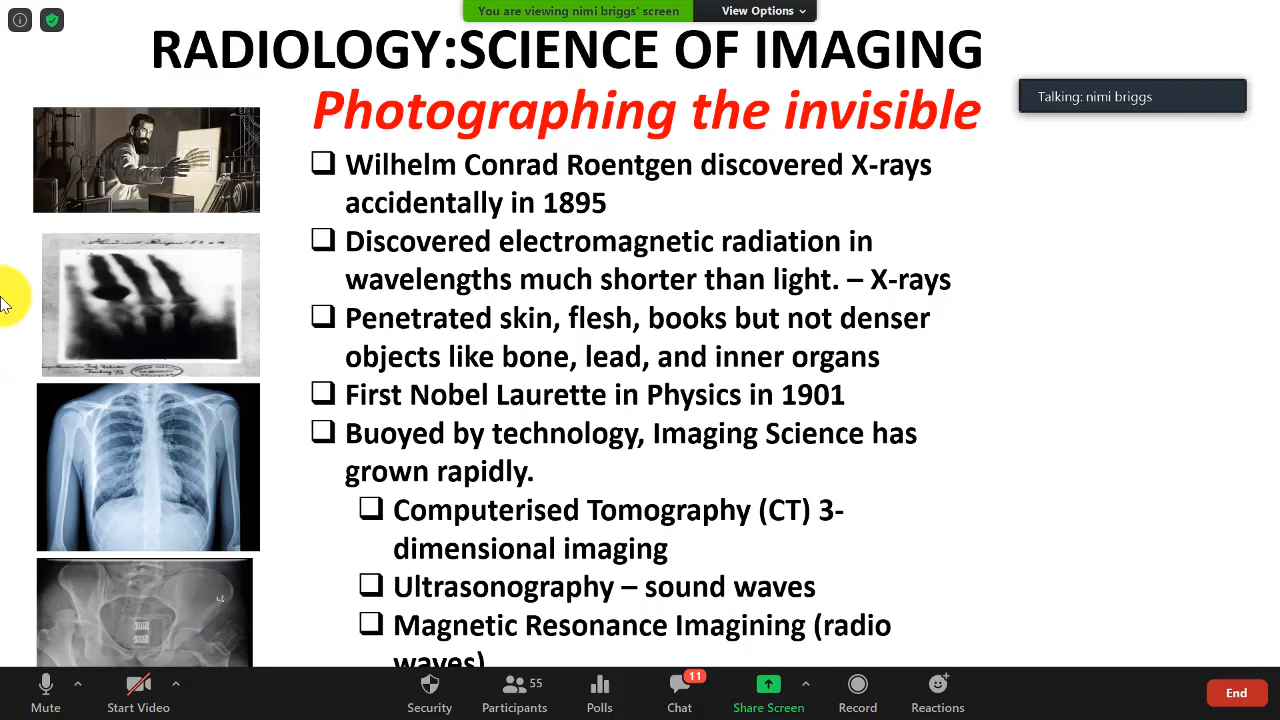 You are viewing nimi briggs' screen
View Options
RADIOLOGY:SCIENCE OF IMAGING
Talking: nimi briggs
Photographing the invisible
❑ Wilhelm Conrad Roentgen discovered X-rays
accidentally in 1895
❑ Discovered electromagnetic radiation in
wavelengths much shorter than light. – X-rays
❑ Penetrated skin, flesh, books but not denser
objects like bone, lead, and inner organs
❑ First Nobel Laurette in Physics in 1901
❑ Buoyed by technology, Imaging Science has
grown rapidly.
❑ Computerised Tomography (CT) 3-
dimensional imaging
❑ Ultrasonography – sound waves
❑ Magnetic Resonance Imagining (radio
waves)
Mute
Start Video
Security
55
Participants
Polls
11
Chat
Share Screen
Record
Reactions
End